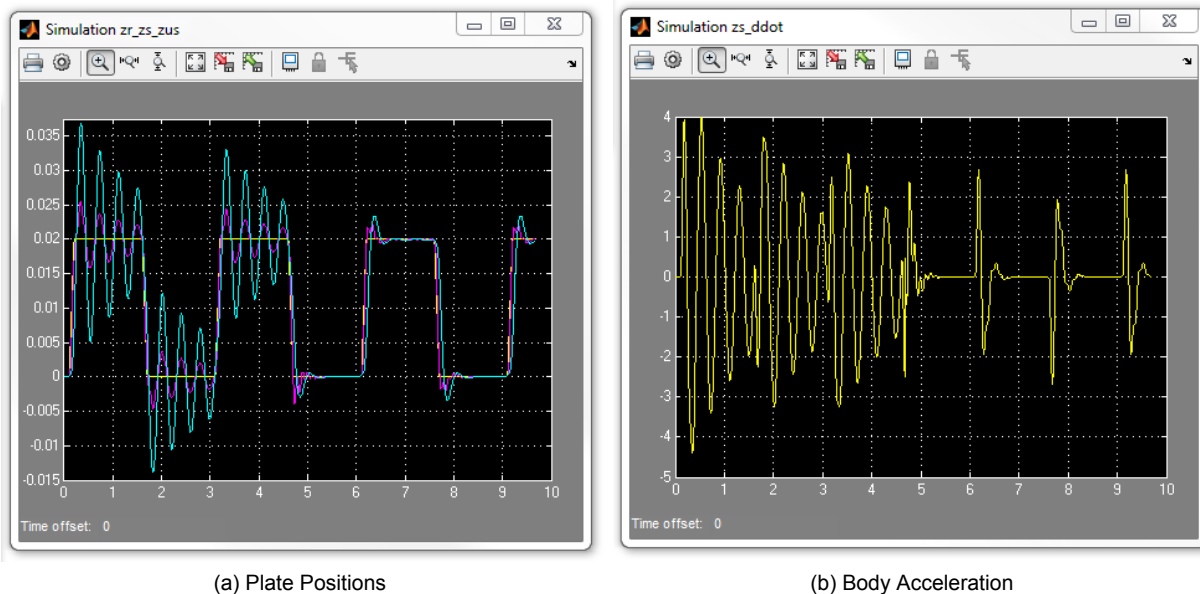 Simulation zr_zs_zus
0.035
0.03
0.025
0.02
0.015
0.01
0.005
0
-0.005
-0.01
-0.015
0 1 2 3 4 5 6 7 8 9 10
Time offset: 0
(a) Plate Positions
Simulation zs_ddot
4
3
2
1
0
-1
-2
-3
-4
-5
0 1 2 3 4 5 6 7 8 9 10
Time offset: 0
(b) Body Acceleration